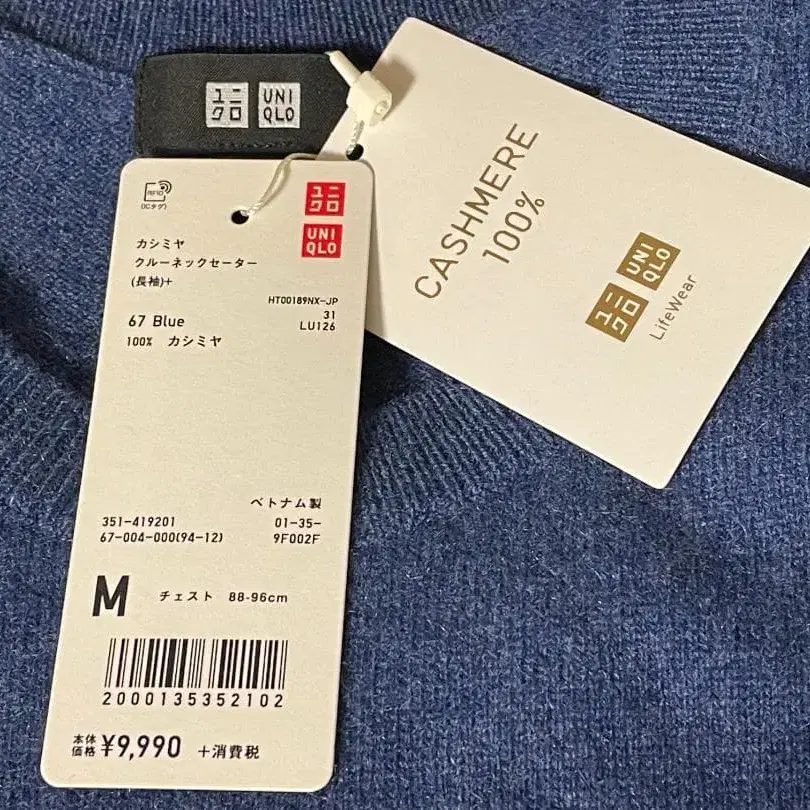 ユニ
クロ
UNI
QLO
RFID
(ICタグ)
ユニ
クロ
UNI
QLO
カシミヤ
クルーネックセーター
(長袖)+
HT00189NX-JP
31
LU126
67 Blue
100% カシミヤ
ベトナム製
351-419201
01-35-
67-004-000(94-12)
9F002F
M チェスト 88-96cm
2000135352102
本体
価格 ¥9,990 +消費税
CASHMERE
100%
ユニ
クロ
UNI
QLO
LifeWear